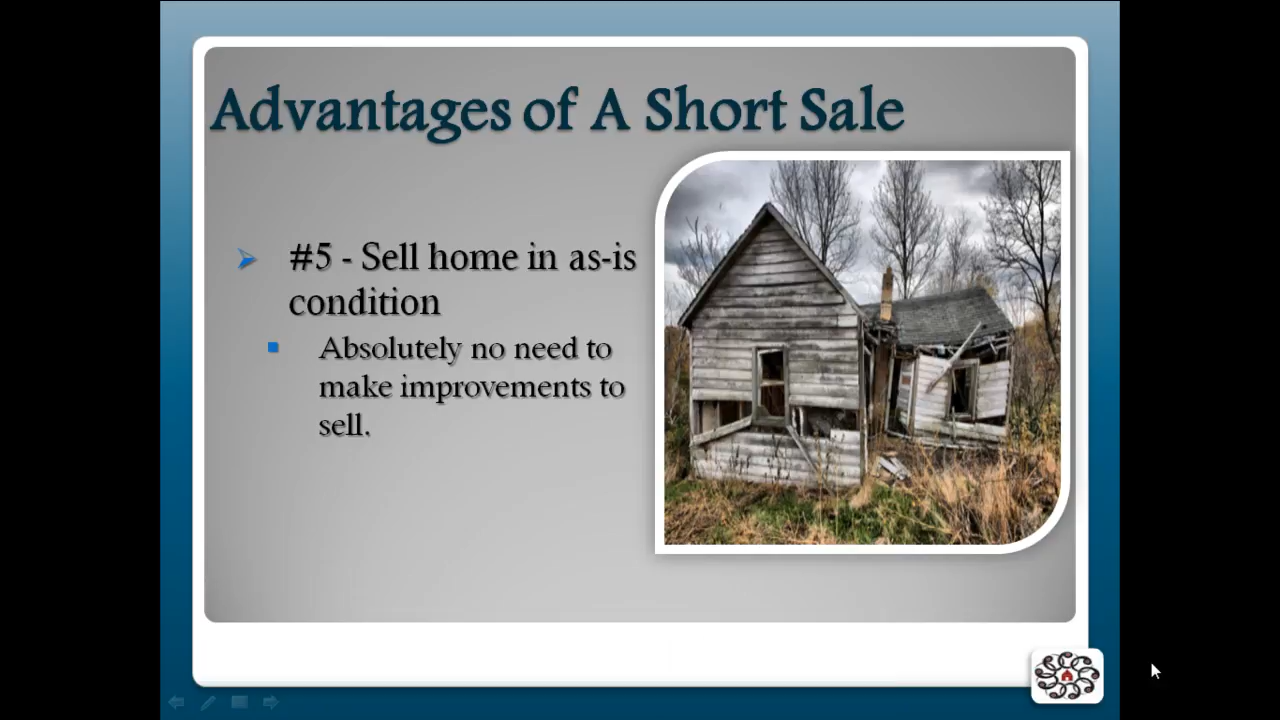 Advantages of A Short Sale
#5 - Sell home in as-is
condition
Absolutely no need to
make improvements to
sell.